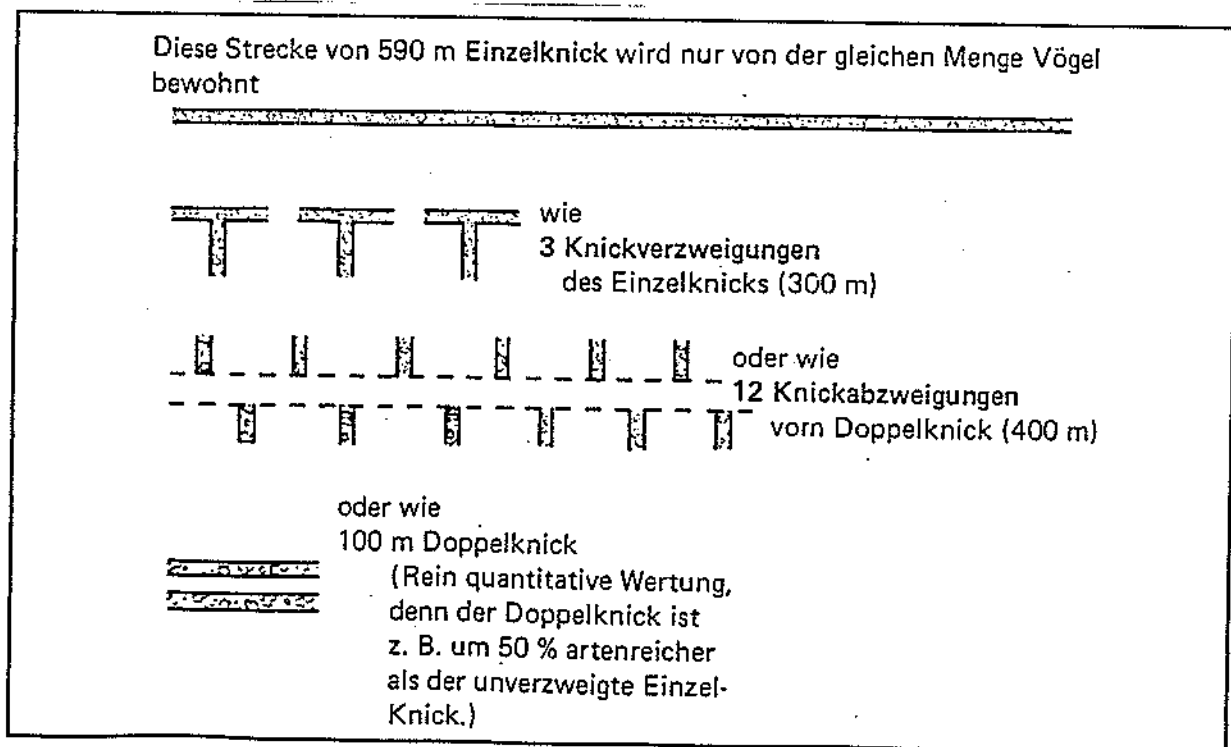 Diese Strecke von 590 m Einzelknick wird nur von der gleichen Menge Vögel
bewohnt
wie
3 Knickverzweigungen
des Einzelknicks (300 m)
oder wie
12 Knickabzweigungen
vorn Doppelknick (400 m)
oder wie
100 m Doppelknick
(Rein quantitative Wertung,
denn der Doppelknick ist
z. B. um 50 % artenreicher
als der unverzweigte Einzel-
Knick.)